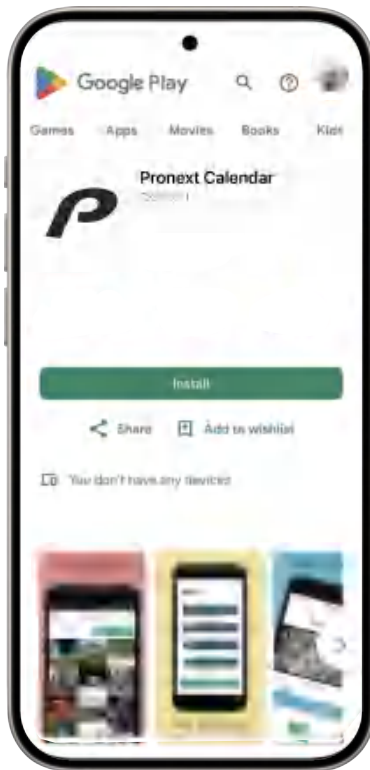 Google Play
Games Apps Movies Books Kids
Pronext Calendar
Install
Share Add to wishlist
You don't have any devices